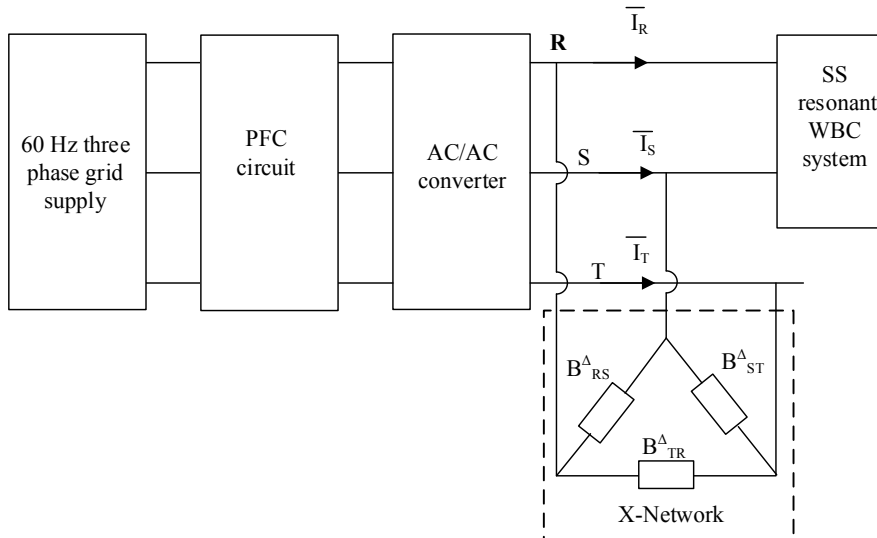 60 Hz three
phase grid
supply
PFC
circuit
AC/AC
converter
R
I_R
S
I_S
T
I_T
SS
resonant
WBC
system
B^Δ_RS
B^Δ_ST
B^Δ_TR
X-Network